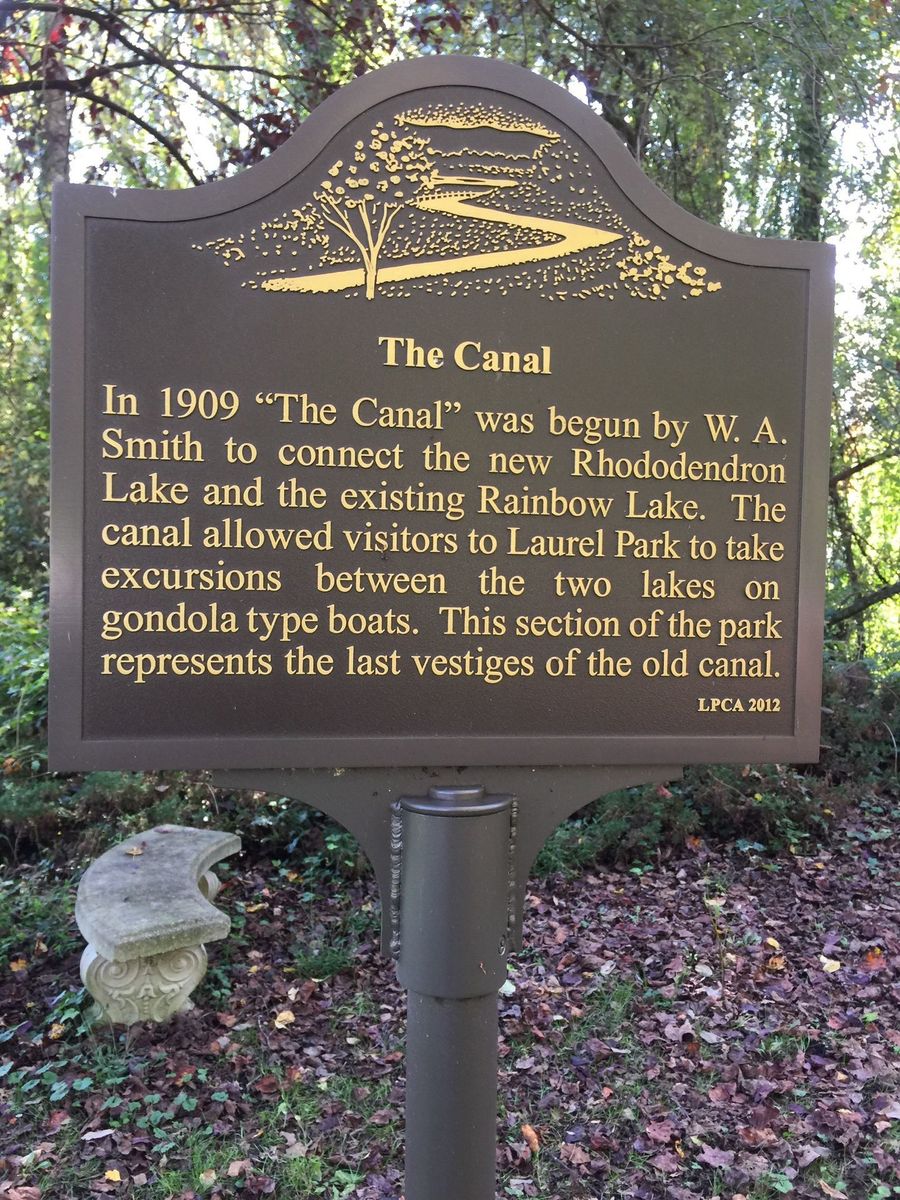 The Canal
In 1909 “The Canal” was begun by W. A.
Smith to connect the new Rhododendron
Lake and the existing Rainbow Lake. The
canal allowed visitors to Laurel Park to take
excursions between the two lakes on
gondola type boats. This section of the park
represents the last vestiges of the old canal.
LPCA 2012